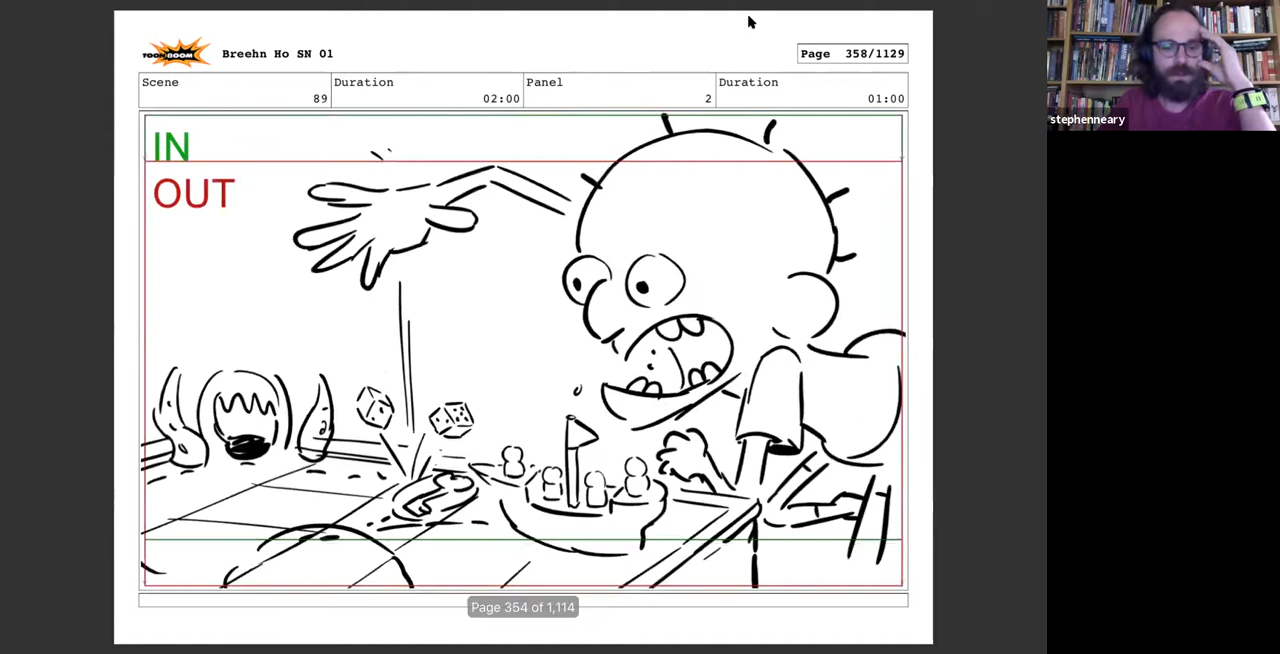 TOON BOOM
Breehn Ho SN 01
Page 358/1129
Scene
89
Duration
02:00
Panel
2
Duration
01:00
IN
OUT
Page 354 of 1,114
stephenneary